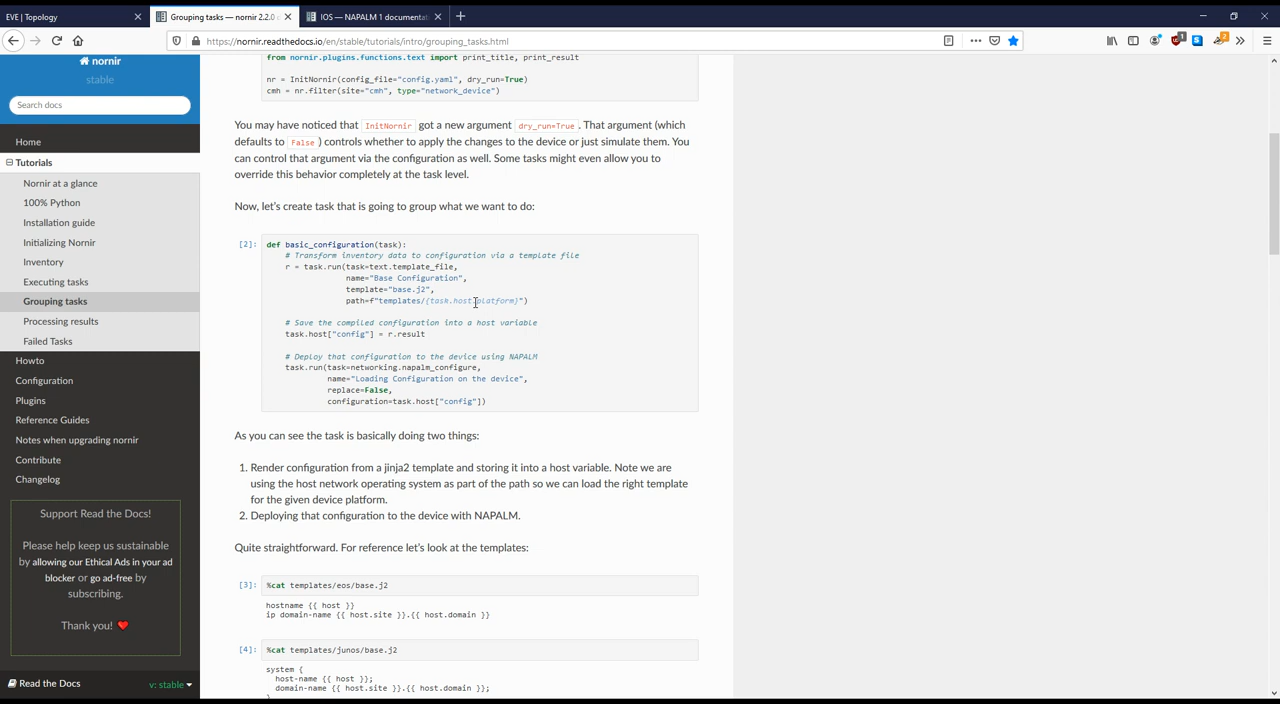 EVE | Topology
Grouping tasks — nornir 2.2.0 
IOS — NAPALM 1 documentat
https://nornir.readthedocs.io/en/stable/tutorials/intro/grouping_tasks.html
1
2
nornir
stable
Search docs
Home
Tutorials
Nornir at a glance
100% Python
Installation guide
Initializing Nornir
Inventory
Executing tasks
Grouping tasks
Processing results
Failed Tasks
Howto
Configuration
Plugins
Reference Guides
Notes when upgrading nornir
Contribute
Changelog
Support Read the Docs!
Please help keep us sustainable
by allowing our Ethical Ads in your ad
blocker or go ad-free by
subscribing.
Thank you! ❤️
Read the Docs
v: stable
from nornir.plugins.functions.text import print_title, print_result
nr = InitNornir(config_file="config.yaml", dry_run=True)
cmh = nr.filter(site="cmh", type="network_device")
You may have noticed that InitNornir got a new argument dry_run=True . That argument (which
defaults to False ) controls whether to apply the changes to the device or just simulate them. You
can control that argument via the configuration as well. Some tasks might even allow you to
override this behavior completely at the task level.
Now, let’s create task that is going to group what we want to do:
[2]: def basic_configuration(task):
# Transform inventory data to configuration via a template file
r = task.run(task=text.template_file,
name="Base Configuration",
template="base.j2",
path=f"templates/{task.host.platform}")
# Save the compiled configuration into a host variable
task.host["config"] = r.result
# Deploy that configuration to the device using NAPALM
task.run(task=networking.napalm_configure,
name="Loading Configuration on the device",
replace=False,
configuration=task.host["config"])
As you can see the task is basically doing two things:
1. Render configuration from a jinja2 template and storing it into a host variable. Note we are
using the host network operating system as part of the path so we can load the right template
for the given device platform.
2. Deploying that configuration to the device with NAPALM.
Quite straightforward. For reference let’s look at the templates:
[3]: %cat templates/eos/base.j2
hostname {{ host }}
ip domain-name {{ host.site }}.{{ host.domain }}
[4]: %cat templates/junos/base.j2
system {
host-name {{ host }};
domain-name {{ host.site }}.{{ host.domain }};
}